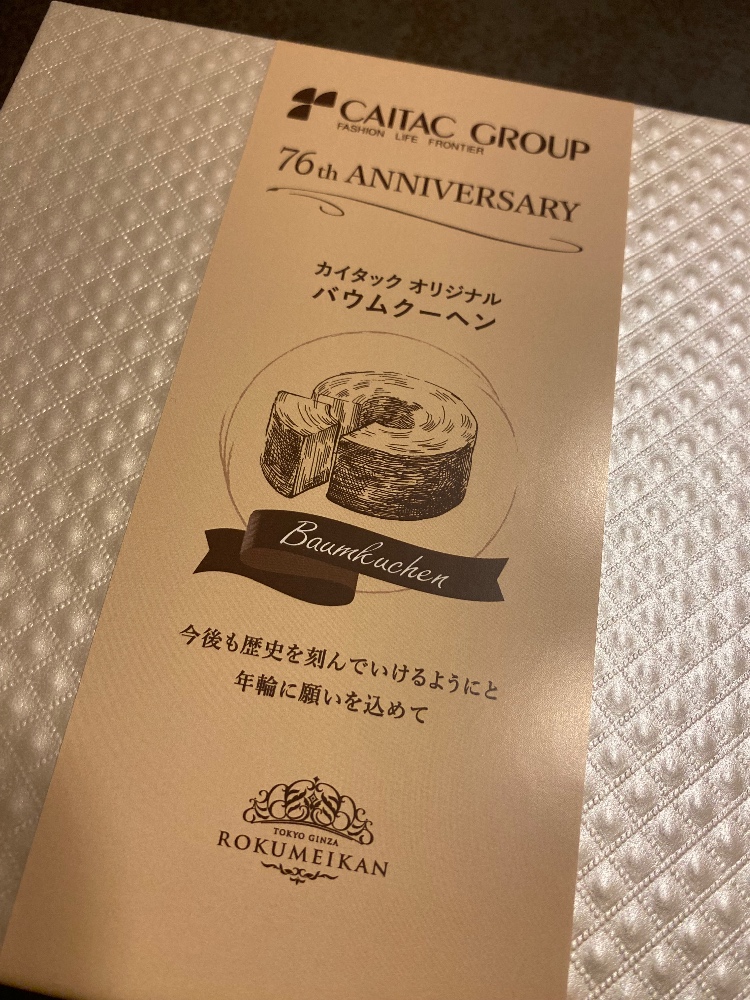 CAITAC GROUP
FASHION LIFE FRONTIER
76th ANNIVERSARY
カイタック オリジナル
バウムクーヘン
Baumkuchen
今後も歴史を刻んでいけるようにと
年輪に願いを込めて
TOKYO GINZA
ROKUMEIKAN